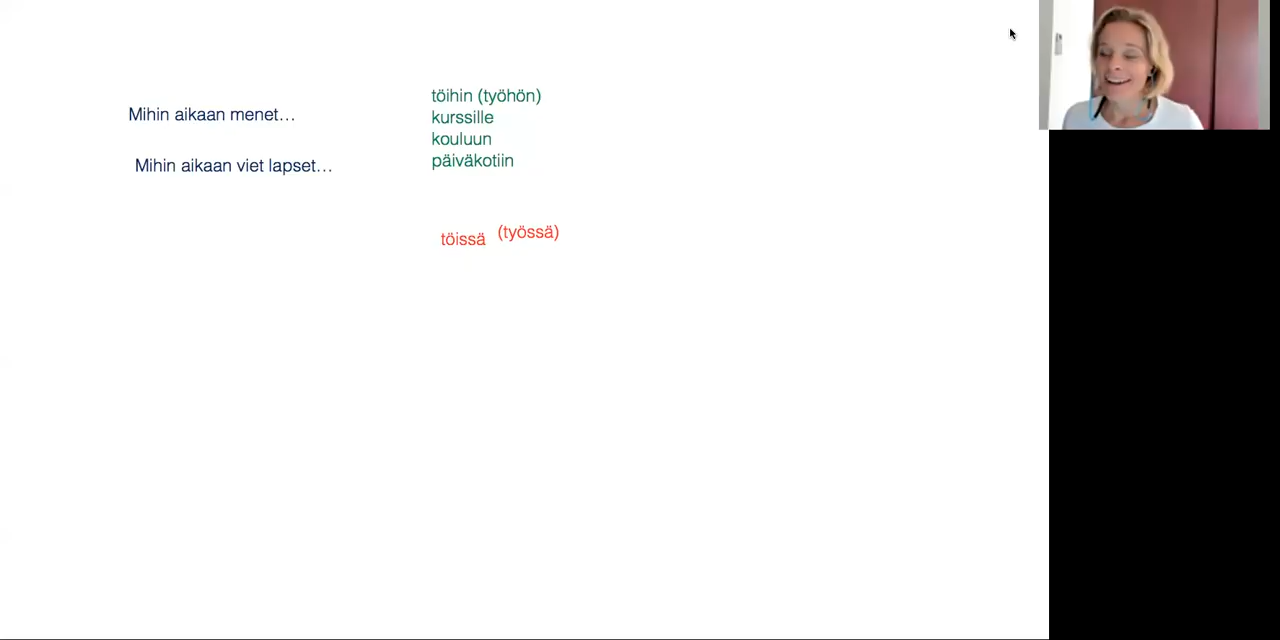 Mihin aikaan menet…
Mihin aikaan viet lapset…
töihin (työhön)
kurssille
kouluun
päiväkotiin
töissä (työssä)